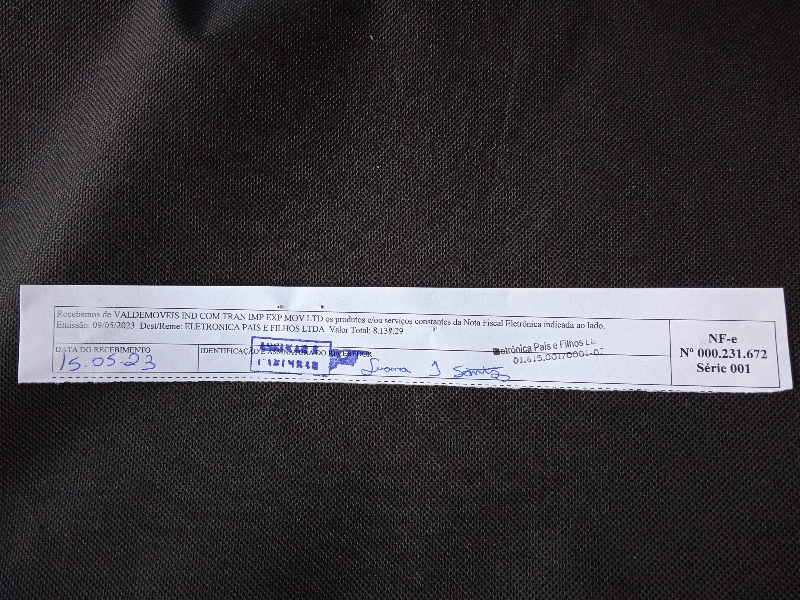 Recebemos de VALDEMOVEIS IND COM TRAN IMP EXP MOV LTD os produtos e/ou serviços constantes da Nota Fiscal Eletrônica indicada ao lado.
Emissão: 09/05/2023 Dest/Reme: ELETRONICA PAIS E FILHOS LTDA Valor Total: 8.139,29
DATA DO RECEBIMENTO
15.05.23
IDENTIFICAÇÃO E ASSINATURA DO RECEBEDOR
Santos
Eletrônica Pais e Filhos
NF-e
Nº 000.231.672
Série 001